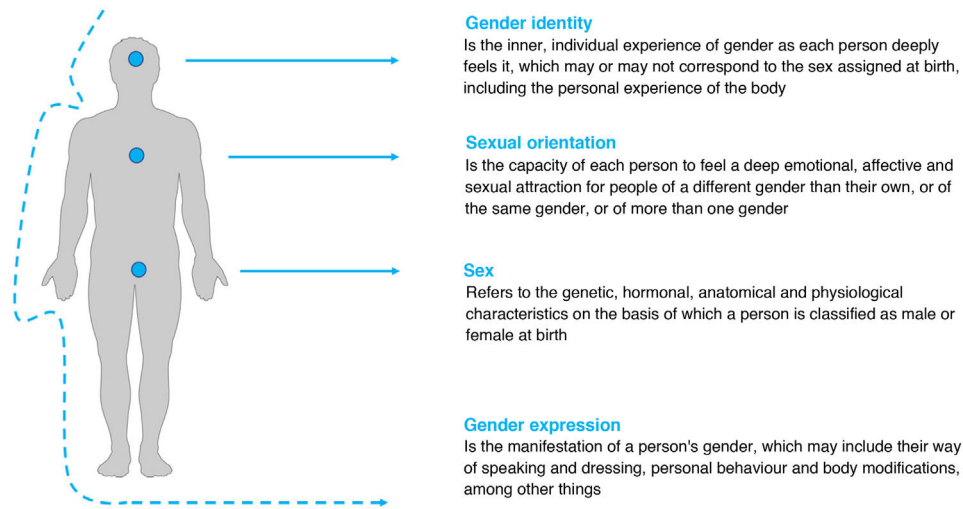 Gender identity
Is the inner, individual experience of gender as each person deeply
feels it, which may or may not correspond to the sex assigned at birth,
including the personal experience of the body
Sexual orientation
Is the capacity of each person to feel a deep emotional, affective and
sexual attraction for people of a different gender than their own, or of
the same gender, or of more than one gender
Sex
Refers to the genetic, hormonal, anatomical and physiological
characteristics on the basis of which a person is classified as male or
female at birth
Gender expression
Is the manifestation of a person's gender, which may include their way
of speaking and dressing, personal behaviour and body modifications,
among other things